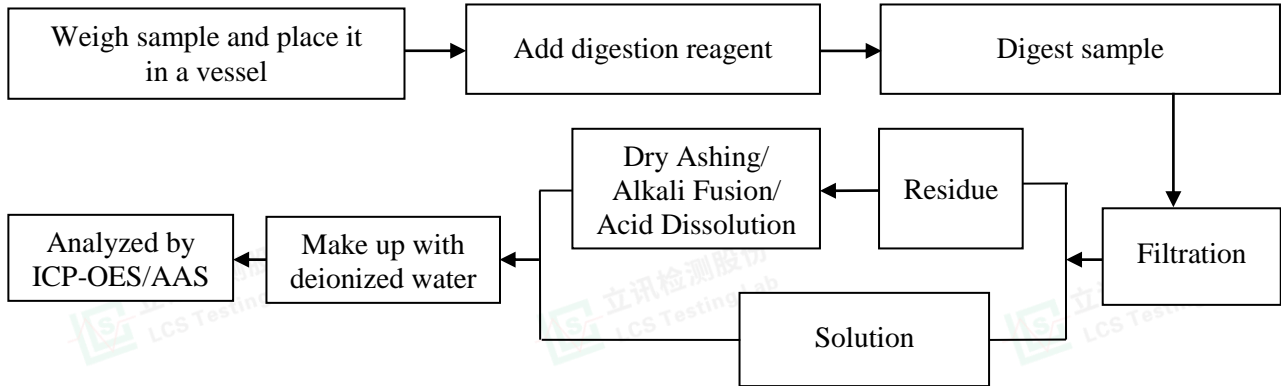 Weigh sample and place it
in a vessel
Add digestion reagent
Digest sample
Dry Ashing/
Alkali Fusion/
Acid Dissolution
Residue
Filtration
Analyzed by
ICP-OES/AAS
Make up with
deionized water
Solution
立讯检测股份
LCS Testing Lab